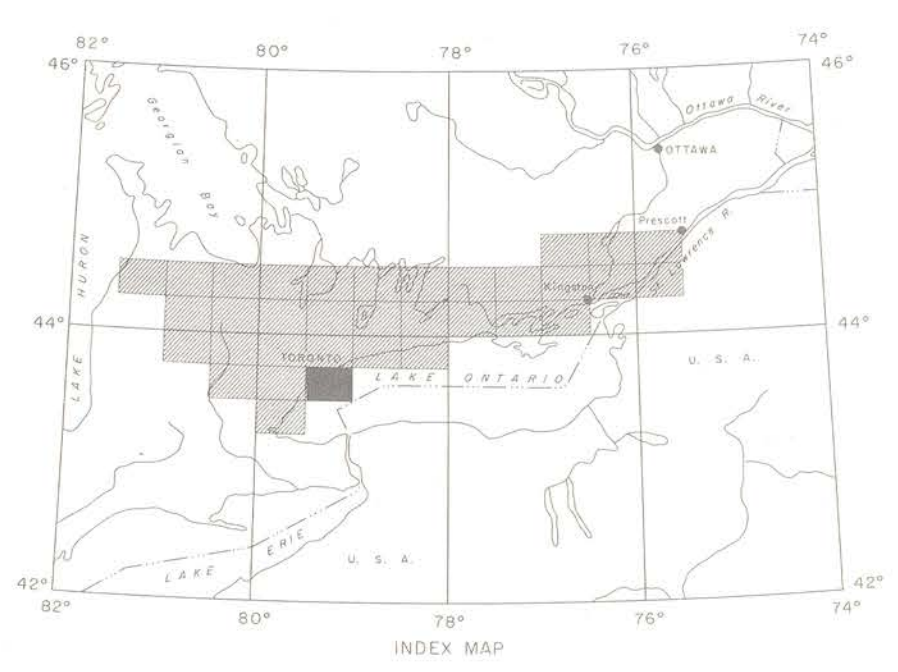 82° 80° 78° 76° 74°
46° 46°
Georgian Bay
Ottawa River
OTTAWA
Prescott
St. Lawrence R.
Kingston
LAKE HURON
44° 44°
TORONTO
LAKE ONTARIO
U. S. A.
LAKE ERIE
U. S. A.
42° 42°
82° 80° 78° 76° 74°
INDEX MAP